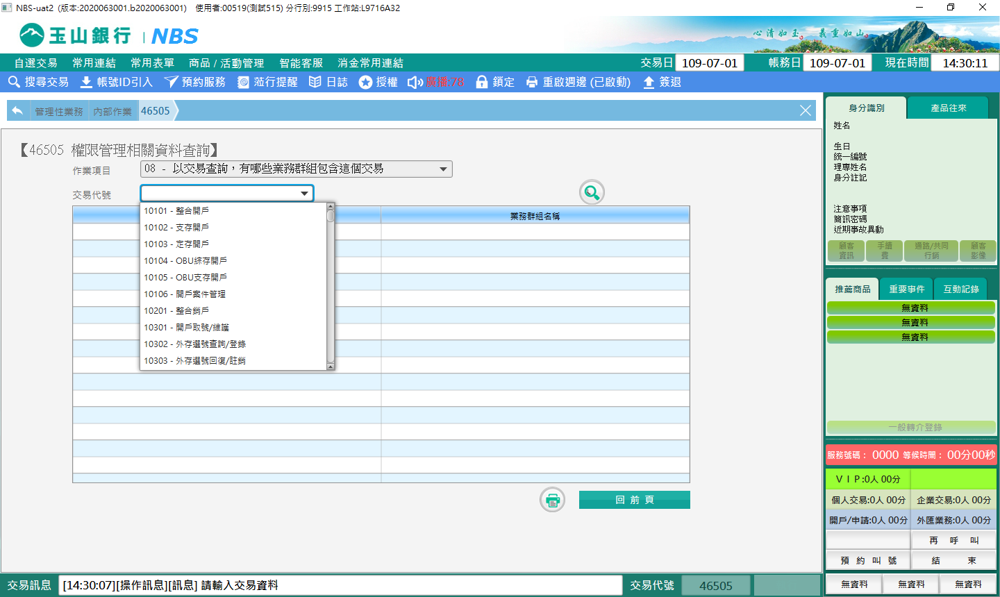 NBS-uat2 (版本:2020063001.b2020063001) 使用者:00519(測試515) 分行別:9915 工作站:L9716A32
玉山銀行 | NBS
心清如玉。 義重如山。
自選交易 常用連結 常用表單 商品 / 活動管理 智能客服 消金常用連結
交易日 109-07-01 帳務日 109-07-01 現在時間 14:30:11
搜尋交易 帳號ID引入 預約服務 蒞行提醒 日誌 授權 廣播:78 鎖定 重啟週邊 (已啟動) 簽退
管理性業務 內部作業 46505
【46505 權限管理相關資料查詢】
作業項目 08 - 以交易查詢，有哪些業務群組包含這個交易
交易代號
業務群組名稱
10101 - 整合開戶
10102 - 支存開戶
10103 - 定存開戶
10104 - OBU綜存開戶
10105 - OBU支存開戶
10106 - 開戶案件管理
10201 - 整合銷戶
10301 - 開戶取號/維護
10302 - 外存選號查詢/登錄
10303 - 外存選號回復/註銷
回 前 頁
身分識別 產品往來
姓名
生日
統一編號
理專姓名
身分註記
注意事項
簡訊密碼
近期事故異動
顧客資訊 手續費 通路/共同行銷 顧客影像
推薦商品 重要事件 互動記錄
無資料
無資料
無資料
一般轉介登錄
服務號碼： 0000 等候時間： 00分00秒
V I P:0人 00分
個人交易:0人 00分 企業交易:0人 00分
開戶/申請:0人 00分 外匯業務:0人 00分
再 呼 叫
預 約 叫 號 結 束
無資料 無資料 無資料
交易訊息 [14:30:07][操作訊息][訊息] 請輸入交易資料 交易代號 46505